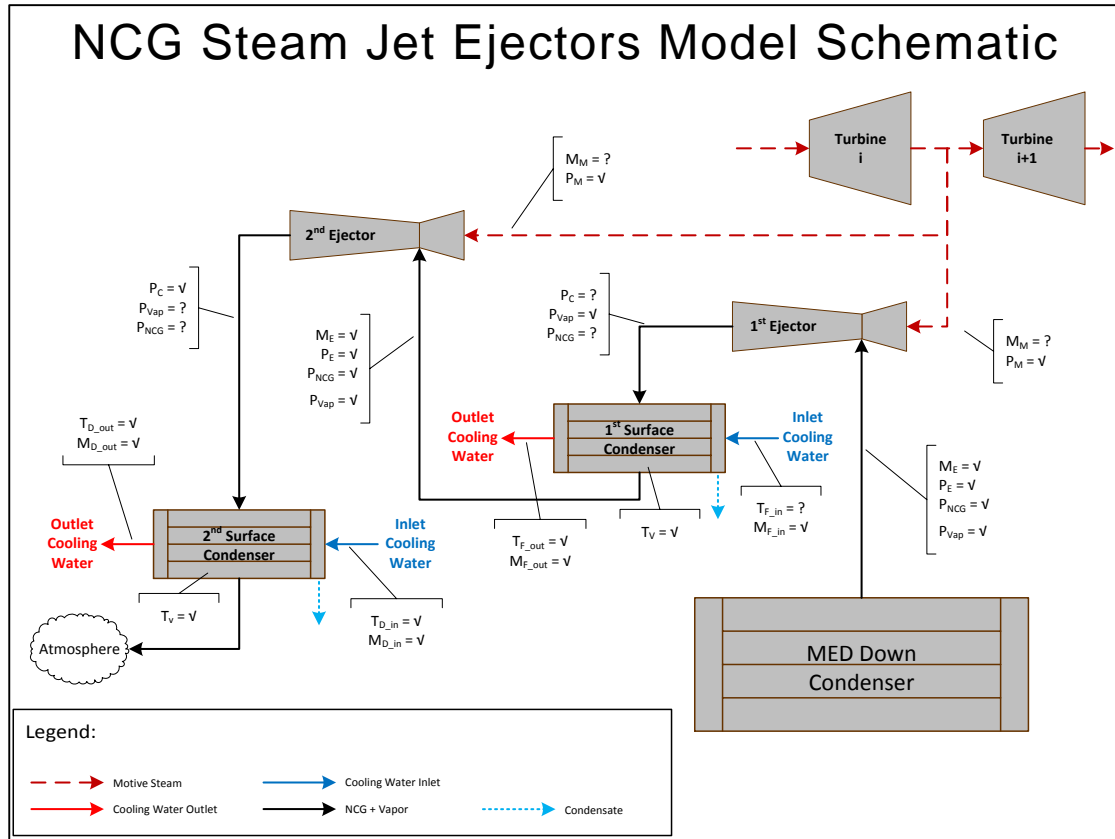 NCG Steam Jet Ejectors Model Schematic
Turbine
i
Turbine
i+1
M_M = ?
P_M = √
2nd Ejector
P_C = √
P_Vap = ?
P_NCG = ?
P_C = ?
P_Vap = √
P_NCG = ?
1st Ejector
M_E = √
P_E = √
P_NCG = √
P_Vap = √
M_M = ?
P_M = √
T_D_out = √
M_D_out = √
Outlet
Cooling
Water
1st Surface
Condenser
Inlet
Cooling
Water
M_E = √
P_E = √
P_NCG = √
P_Vap = √
T_F_out = √
M_F_out = √
T_V = √
T_F_in = ?
M_F_in = √
Outlet
Cooling
Water
2nd Surface
Condenser
Inlet
Cooling
Water
T_v = √
T_D_in = √
M_D_in = √
Atmosphere
MED Down
Condenser
Legend:
Motive Steam
Cooling Water Inlet
Cooling Water Outlet
NCG + Vapor
Condensate